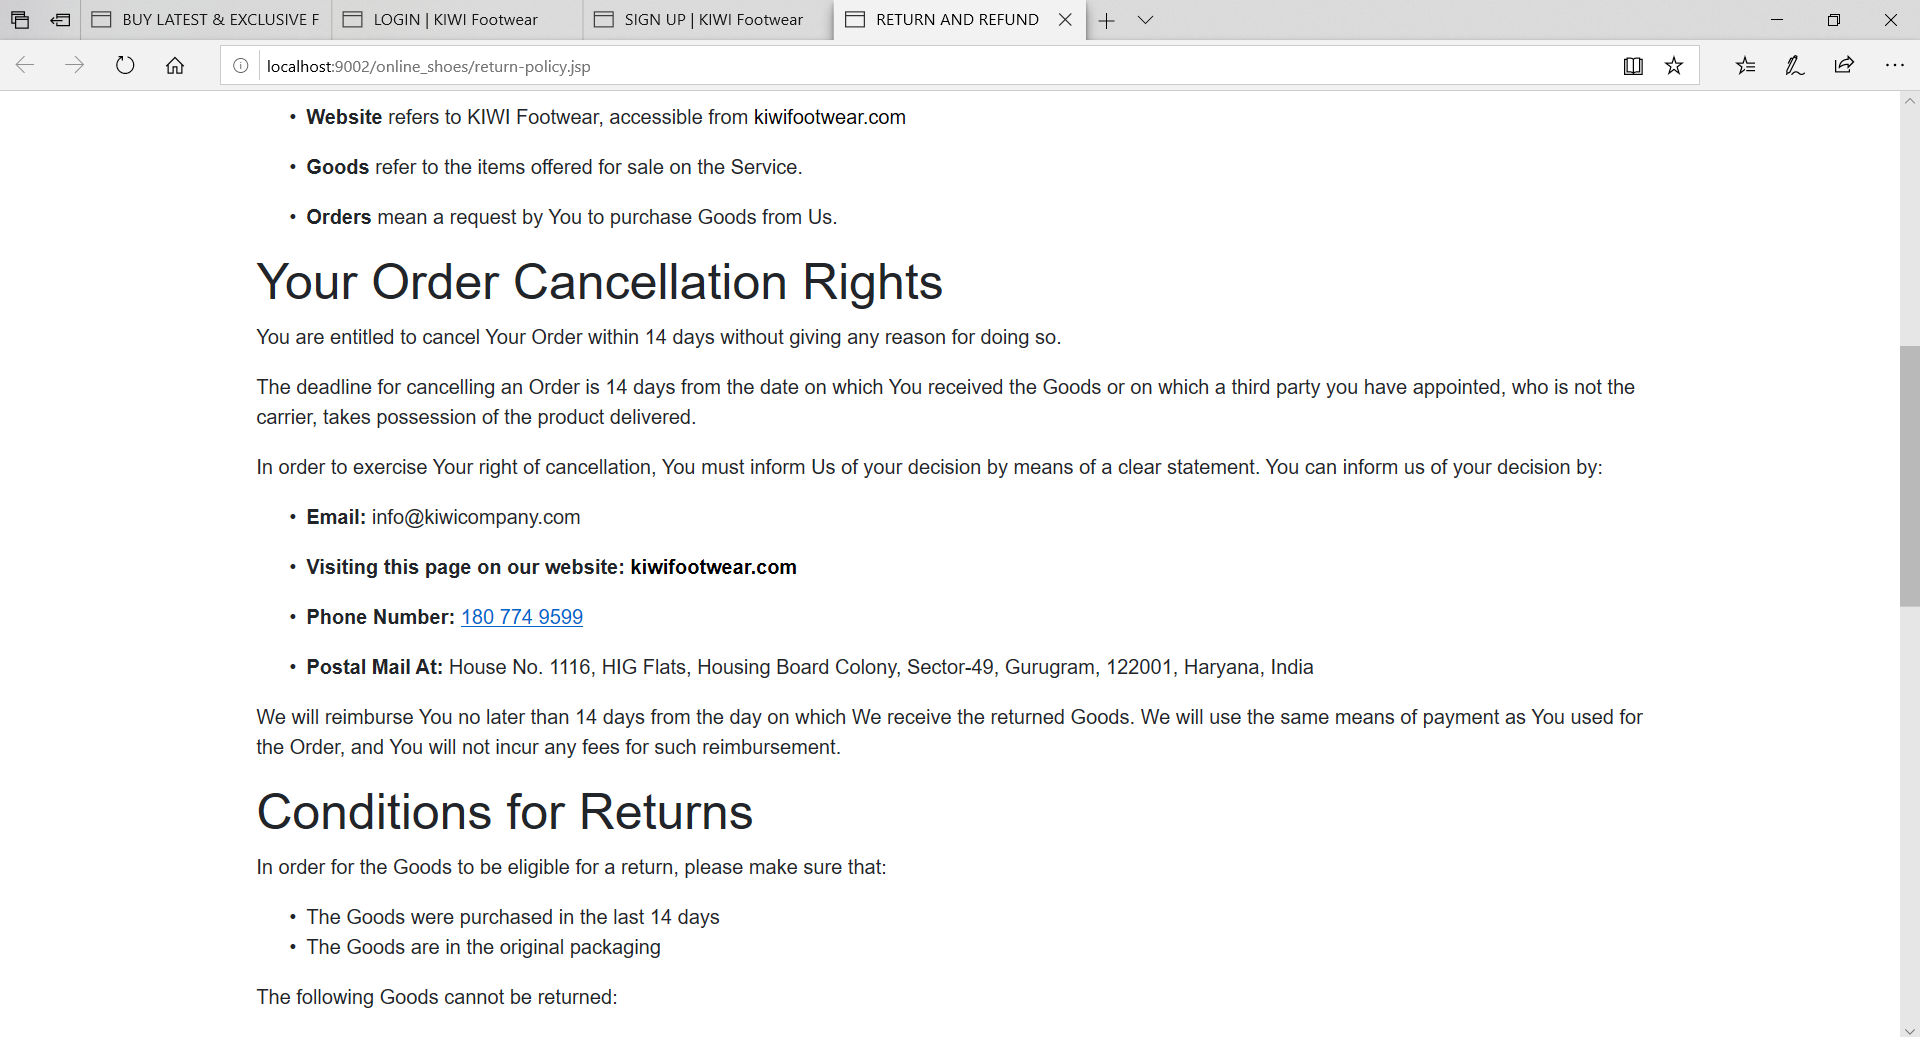 BUY LATEST & EXCLUSIVE F
LOGIN | KIWI Footwear
SIGN UP | KIWI Footwear
RETURN AND REFUND
localhost:9002/online_shoes/return-policy.jsp
• Website refers to KIWI Footwear, accessible from kiwifootwear.com
• Goods refer to the items offered for sale on the Service.
• Orders mean a request by You to purchase Goods from Us.
Your Order Cancellation Rights
You are entitled to cancel Your Order within 14 days without giving any reason for doing so.
The deadline for cancelling an Order is 14 days from the date on which You received the Goods or on which a third party you have appointed, who is not the
carrier, takes possession of the product delivered.
In order to exercise Your right of cancellation, You must inform Us of your decision by means of a clear statement. You can inform us of your decision by:
• Email: info@kiwicompany.com
• Visiting this page on our website: kiwifootwear.com
• Phone Number: 180 774 9599
• Postal Mail At: House No. 1116, HIG Flats, Housing Board Colony, Sector-49, Gurugram, 122001, Haryana, India
We will reimburse You no later than 14 days from the day on which We receive the returned Goods. We will use the same means of payment as You used for
the Order, and You will not incur any fees for such reimbursement.
Conditions for Returns
In order for the Goods to be eligible for a return, please make sure that:
• The Goods were purchased in the last 14 days
• The Goods are in the original packaging
The following Goods cannot be returned: